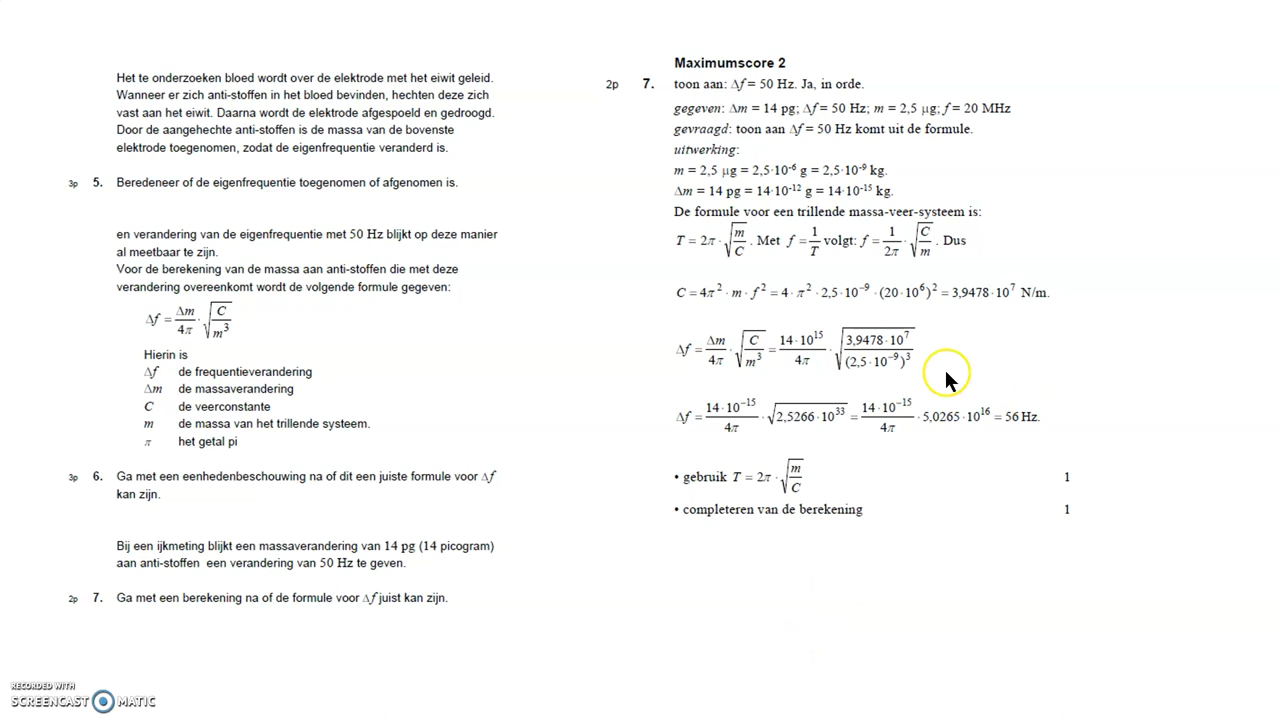 Het te onderzoeken bloed wordt over de elektrode met het eiwit geleid.
Wanneer er zich anti-stoffen in het bloed bevinden, hechten deze zich
vast aan het eiwit. Daarna wordt de elektrode afgespoeld en gedroogd.
Door de aangehechte anti-stoffen is de massa van de bovenste
elektrode toegenomen, zodat de eigenfrequentie veranderd is.
3p 5. Beredeneer of de eigenfrequentie toegenomen of afgenomen is.
en verandering van de eigenfrequentie met 50 Hz blijkt op deze manier
al meetbaar te zijn.
Voor de berekening van de massa aan anti-stoffen die met deze
verandering overeenkomt wordt de volgende formule gegeven:
Δf = Δm/4π · √(C/m³)
Hierin is
Δf de frequentieverandering
Δm de massaverandering
C de veerconstante
m de massa van het trillende systeem.
π het getal pi
3p 6. Ga met een eenhedenbeschouwing na of dit een juiste formule voor Δf
kan zijn.
Bij een ijkmeting blijkt een massaverandering van 14 pg (14 picogram)
aan anti-stoffen een verandering van 50 Hz te geven.
2p 7. Ga met een berekening na of de formule voor Δf juist kan zijn.
Maximumscore 2
2p 7. toon aan: Δf = 50 Hz. Ja, in orde.
gegeven: Δm = 14 pg; Δf = 50 Hz; m = 2,5 µg; f = 20 MHz
gevraagd: toon aan Δf = 50 Hz komt uit de formule.
uitwerking:
m = 2,5 µg = 2,5·10⁻⁶ g = 2,5·10⁻⁹ kg.
Δm = 14 pg = 14·10⁻¹² g = 14·10⁻¹⁵ kg.
De formule voor een trillende massa-veer-systeem is:
T = 2π · √(m/C). Met f = 1/T volgt: f = 1/2π · √(C/m). Dus
C = 4π² · m · f² = 4 · π² · 2,5·10⁻⁹ · (20·10⁶)² = 3,9478·10⁷ N/m.
Δf = Δm/4π · √(C/m³) = 14·10¹⁵/4π · √(3,9478·10⁷/(2,5·10⁻⁹)³)
Δf = 14·10⁻¹⁵/4π · √(2,5266·10³³) = 14·10⁻¹⁵/4π · 5,0265·10¹⁶ = 56 Hz.
• gebruik T = 2π · √(m/C) 1
• completeren van de berekening 1
RECORDED WITH
SCREENCAST MATIC